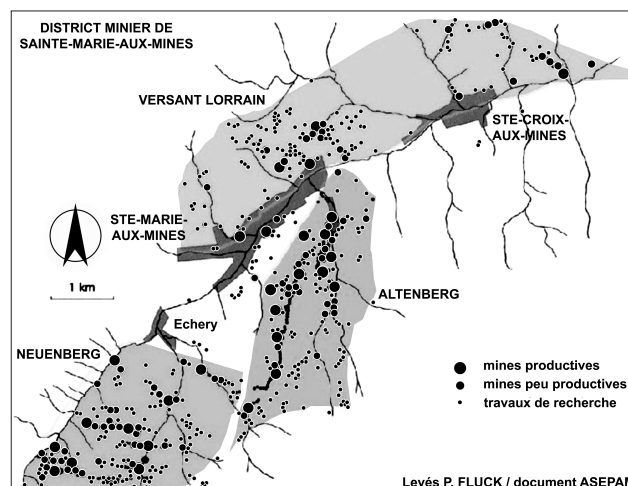 DISTRICT MINIER DE
SAINTE-MARIE-AUX-MINES
VERSANT LORRAIN
STE-CROIX-
AUX-MINES
STE-MARIE-
AUX-MINES
1 km
ALTENBERG
Echery
NEUENBERG
mines productives
mines peu productives
travaux de recherche
Levés P. FLUCK / document ASEPAM